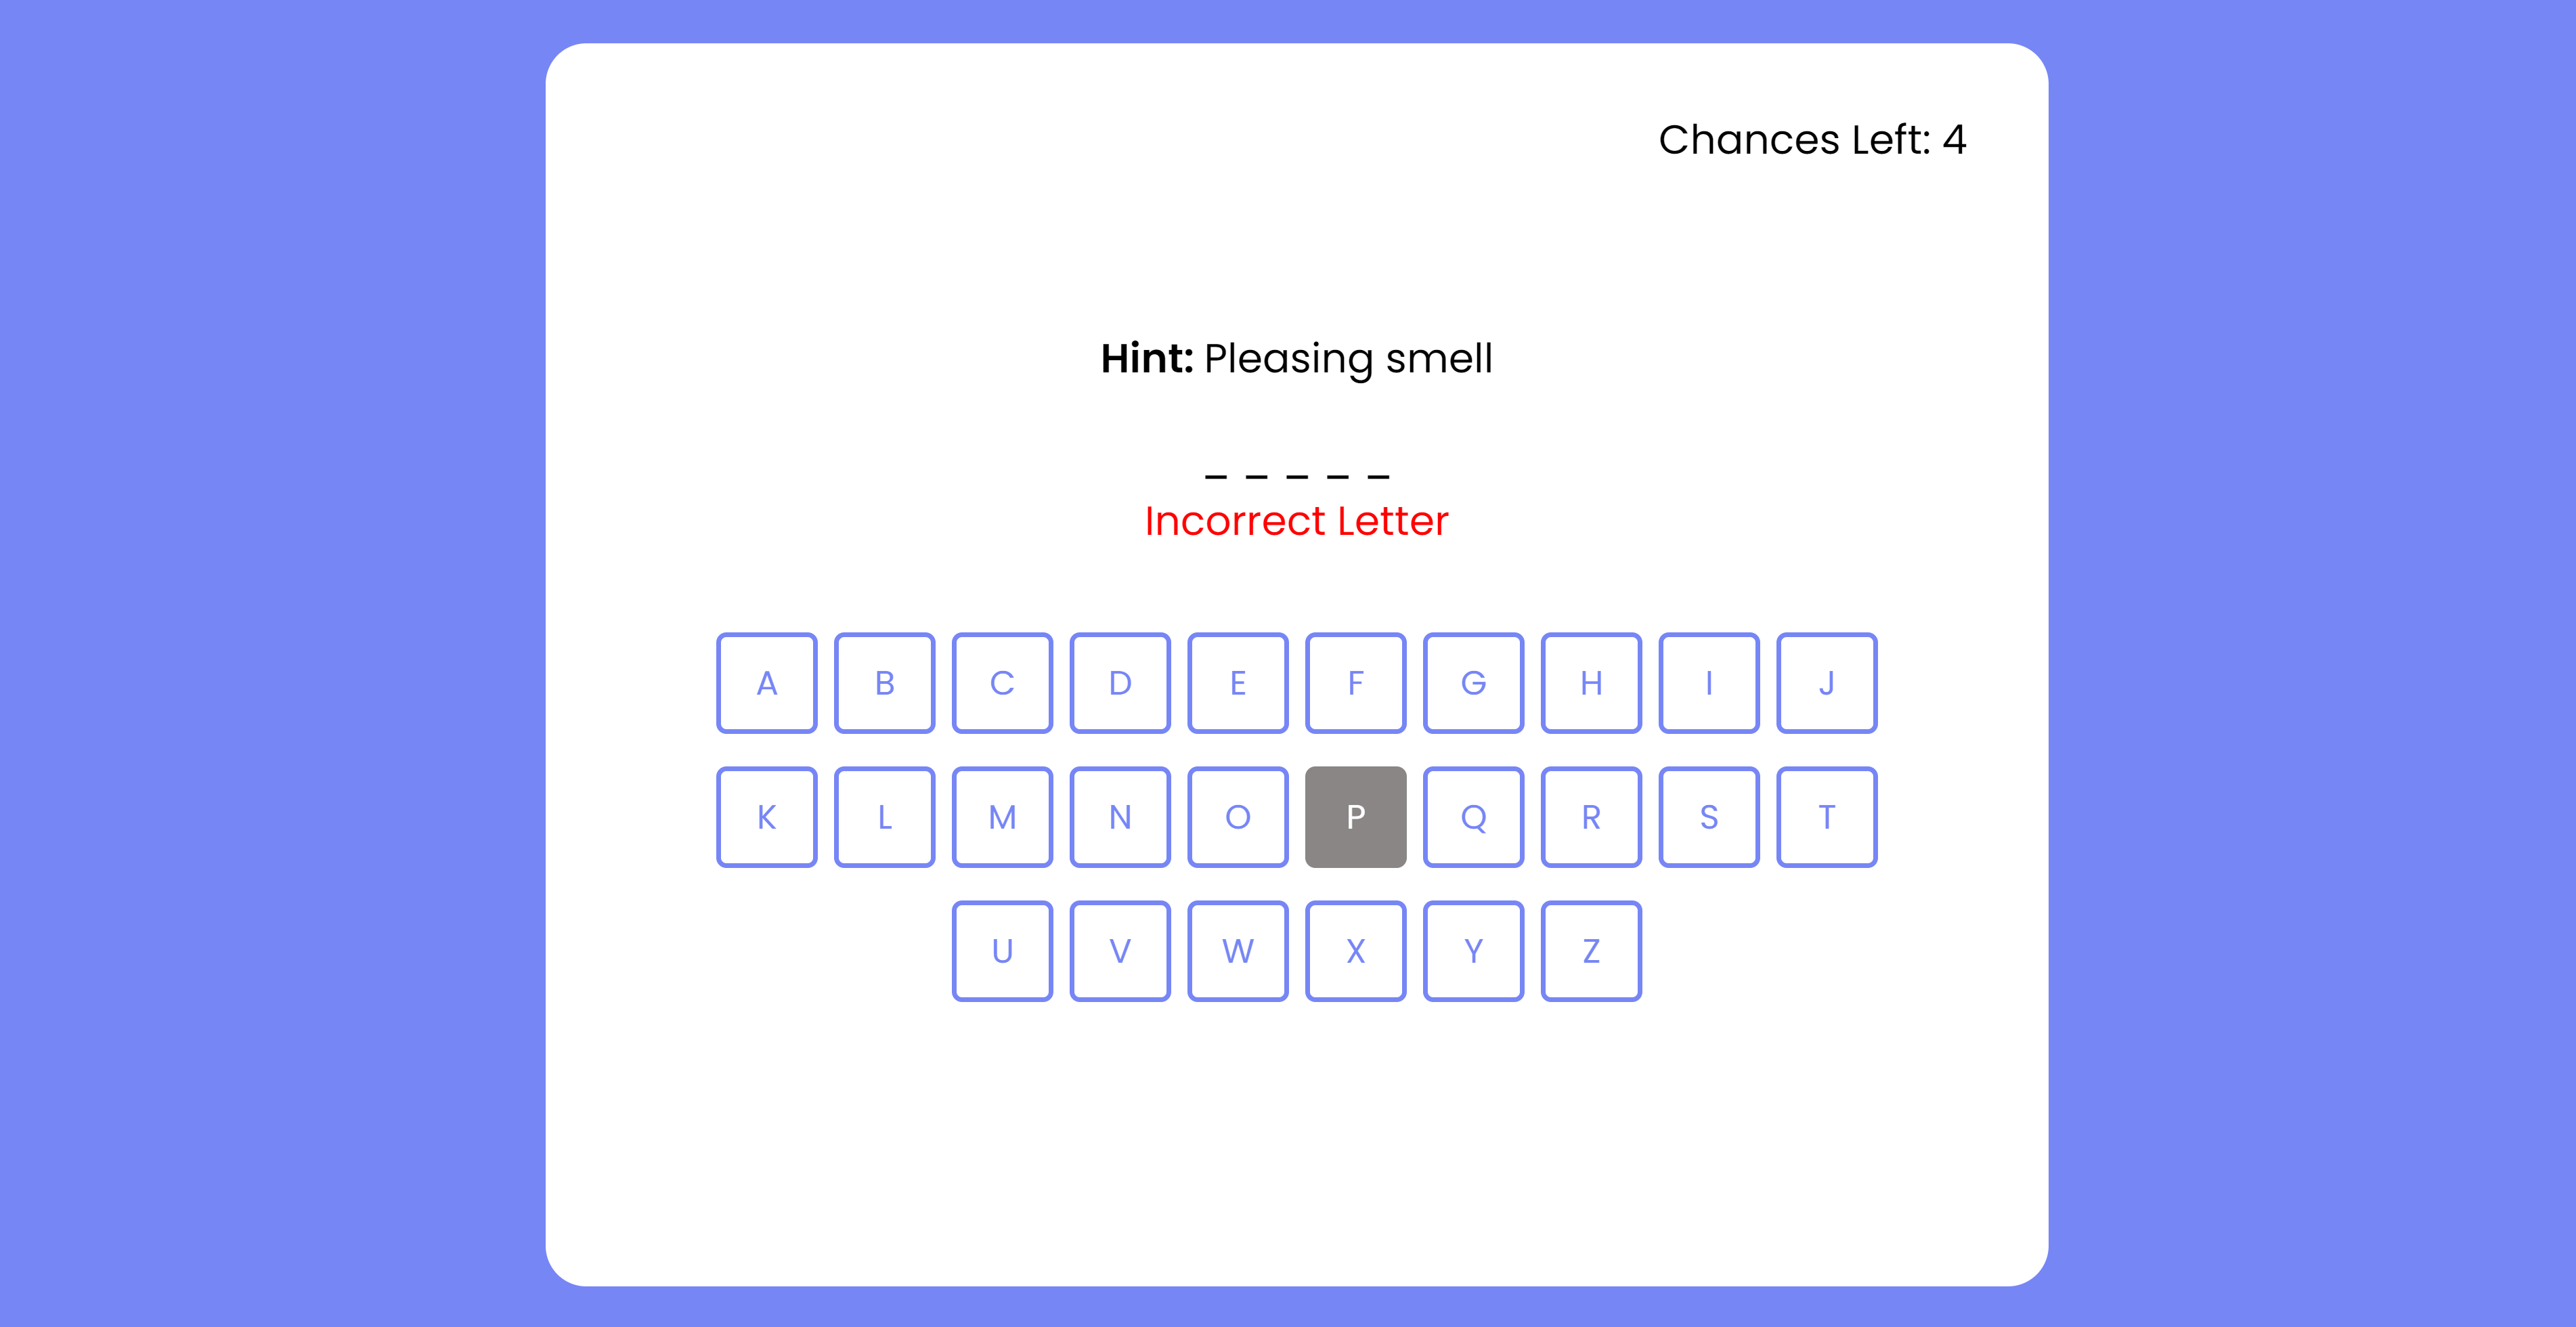 Chances Left: 4
Hint: Pleasing smell
_ _ _ _ _
Incorrect Letter
A B C D E F G H I J
K L M N O P Q R S T
U V W X Y Z